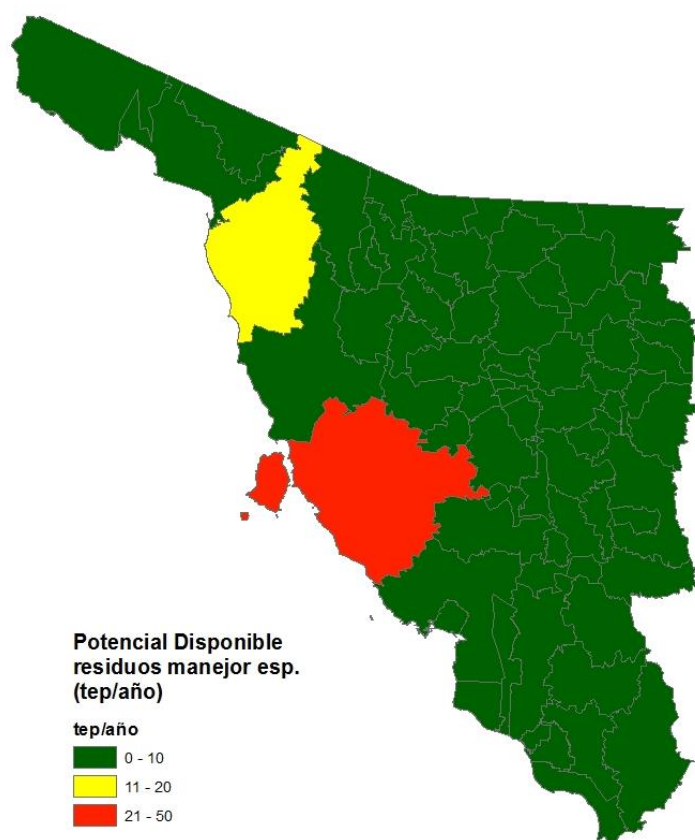 Potencial Disponible
residuos manejor esp.
(tep/año)
tep/año
0 - 10
11 - 20
21 - 50